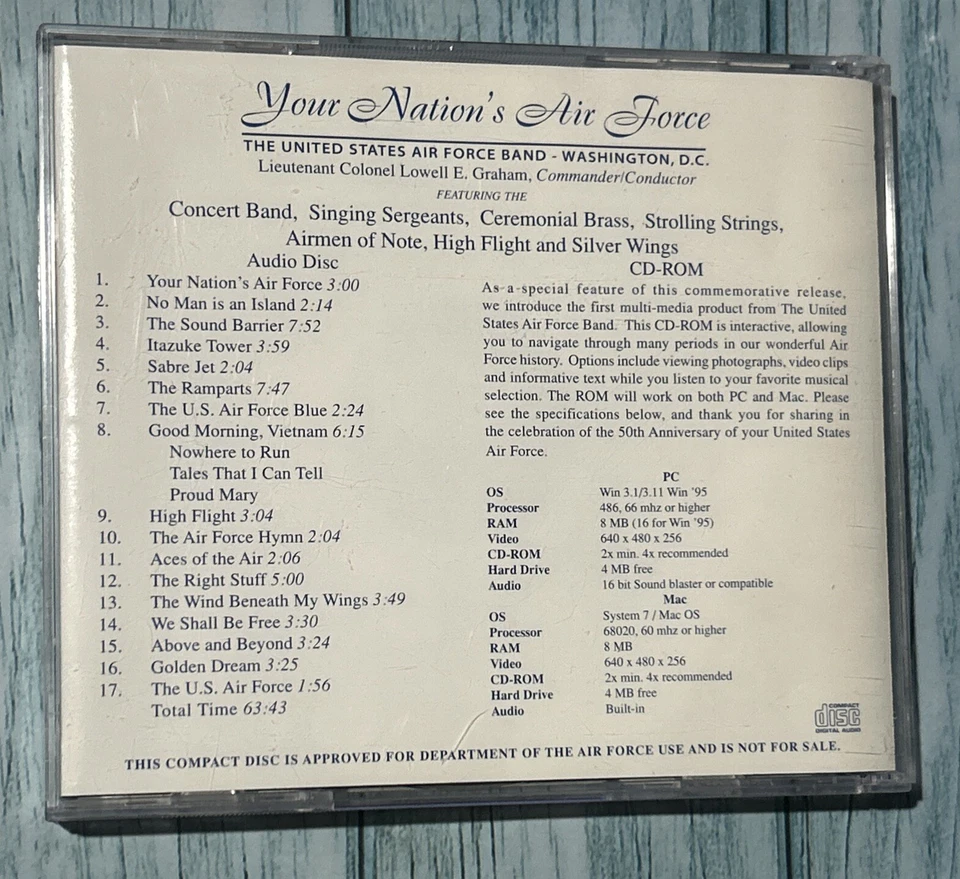 Your Nation's Air Force
THE UNITED STATES AIR FORCE BAND - WASHINGTON, D.C.
Lieutenant Colonel Lowell E. Graham, Commander/Conductor
FEATURING THE
Concert Band, Singing Sergeants, Ceremonial Brass, Strolling Strings,
Airmen of Note, High Flight and Silver Wings
Audio Disc
1. Your Nation's Air Force 3:00
2. No Man is an Island 2:14
3. The Sound Barrier 7:52
4. Itazuke Tower 3:59
5. Sabre Jet 2:04
6. The Ramparts 7:47
7. The U.S. Air Force Blue 2:24
8. Good Morning, Vietnam 6:15
Nowhere to Run
Tales That I Can Tell
Proud Mary
9. High Flight 3:04
10. The Air Force Hymn 2:04
11. Aces of the Air 2:06
12. The Right Stuff 5:00
13. The Wind Beneath My Wings 3:49
14. We Shall Be Free 3:30
15. Above and Beyond 3:24
16. Golden Dream 3:25
17. The U.S. Air Force 1:56
Total Time 63:43
CD-ROM
As a special feature of this commemorative release,
we introduce the first multi-media product from The United
States Air Force Band. This CD-ROM is interactive, allowing
you to navigate through many periods in our wonderful Air
Force history. Options include viewing photographs, video clips
and informative text while you listen to your favorite musical
selection. The ROM will work on both PC and Mac. Please
see the specifications below, and thank you for sharing in
the celebration of the 50th Anniversary of your United States
Air Force.
PC
OS Win 3.1/3.11 Win '95
Processor 486, 66 mhz or higher
RAM 8 MB (16 for Win '95)
Video 640 x 480 x 256
CD-ROM 2x min. 4x recommended
Hard Drive 4 MB free
Audio 16 bit Sound blaster or compatible
Mac
OS System 7 / Mac OS
Processor 68020, 60 mhz or higher
RAM 8 MB
Video 640 x 480 x 256
CD-ROM 2x min. 4x recommended
Hard Drive 4 MB free
Audio Built-in
COMPACT
disc
DIGITAL AUDIO
THIS COMPACT DISC IS APPROVED FOR DEPARTMENT OF THE AIR FORCE USE AND IS NOT FOR SALE.